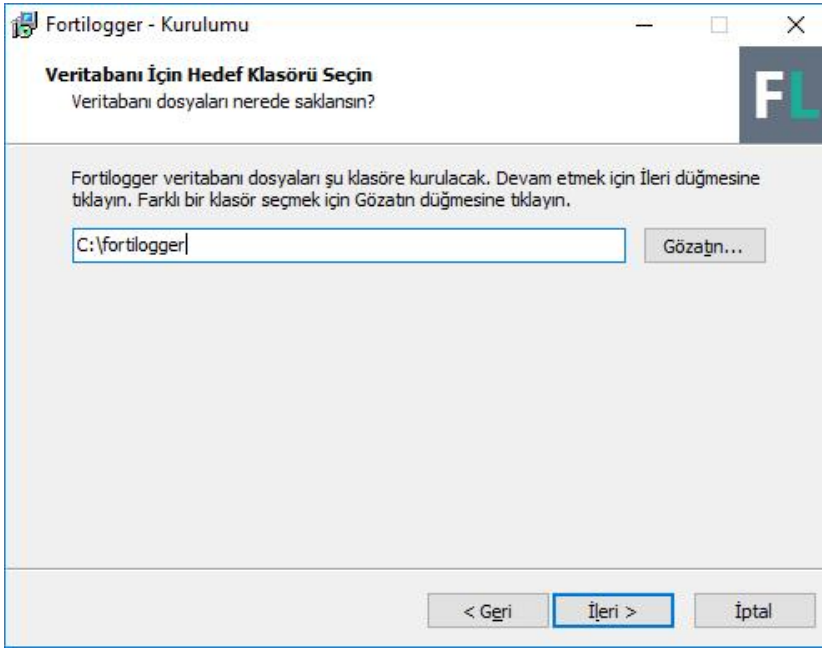 Fortilogger - Kurulumu
Veritabanı İçin Hedef Klasörü Seçin
Veritabanı dosyaları nerede saklansın?
FL
Fortilogger veritabanı dosyaları şu klasöre kurulacak. Devam etmek için İleri düğmesine
tıklayın. Farklı bir klasör seçmek için Gözatın düğmesine tıklayın.
C:\fortilogger
Gözatın...
< Geri
İleri >
İptal